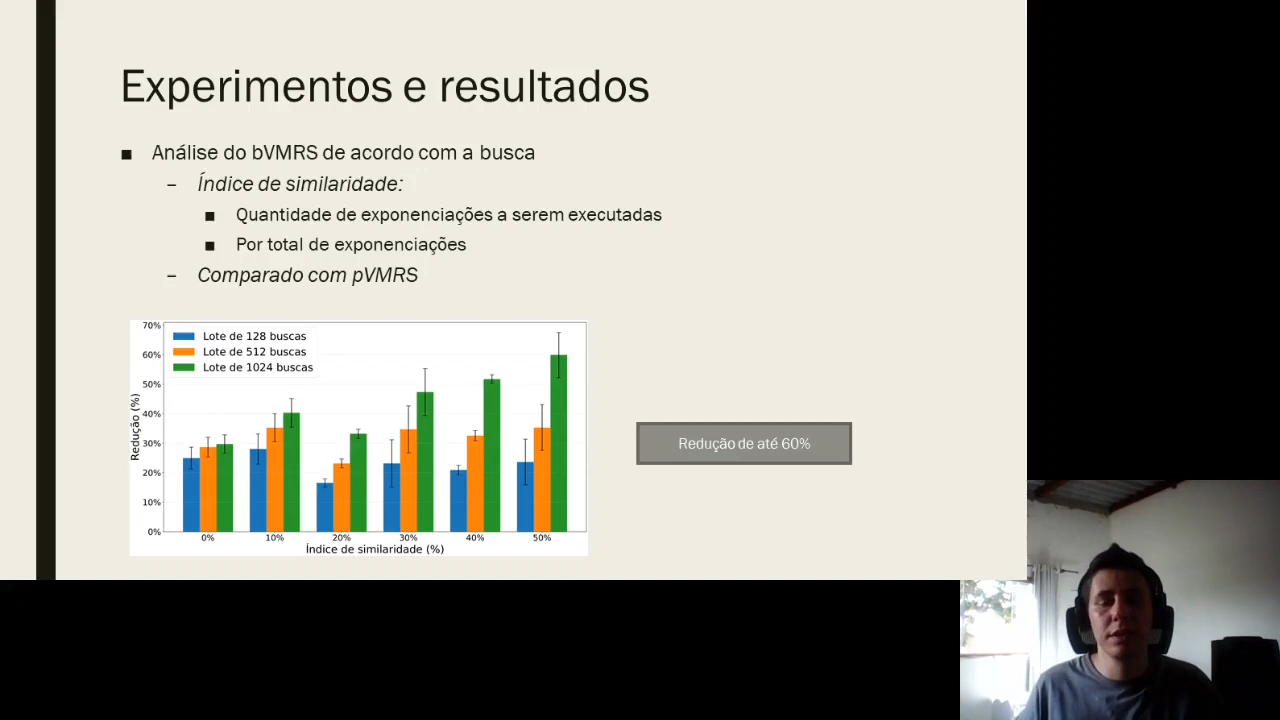 Experimentos e resultados
■ Análise do bVMRS de acordo com a busca
– Índice de similaridade:
■ Quantidade de exponenciações a serem executadas
■ Por total de exponenciações
– Comparado com pVMRS
Lote de 128 buscas
Lote de 512 buscas
Lote de 1024 buscas
70%
60%
50%
40%
30%
20%
10%
0%
Redução (%)
0% 10% 20% 30% 40% 50%
Índice de similaridade (%)
Redução de até 60%